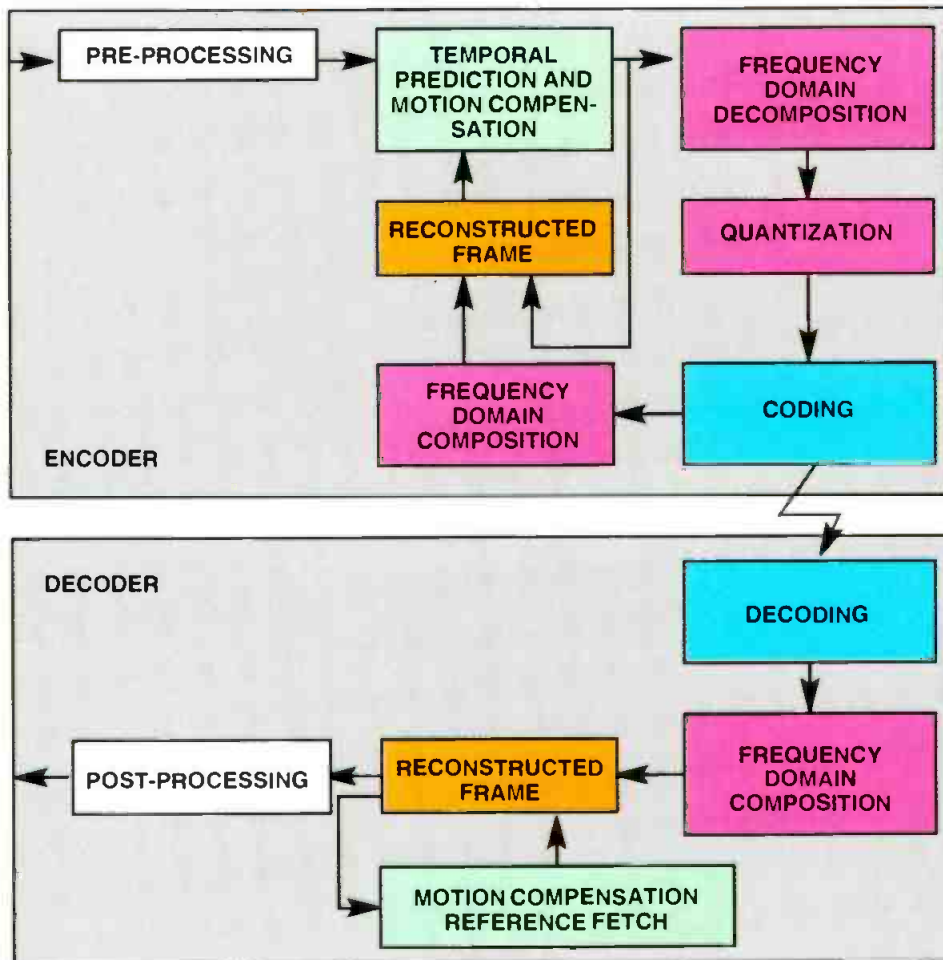 PRE-PROCESSING
TEMPORAL
PREDICTION AND
MOTION COMPEN-
SATION
FREQUENCY
DOMAIN
DECOMPOSITION
RECONSTRUCTED
FRAME
QUANTIZATION
FREQUENCY
DOMAIN
COMPOSITION
CODING
ENCODER
DECODER
DECODING
POST-PROCESSING
RECONSTRUCTED
FRAME
FREQUENCY
DOMAIN
COMPOSITION
MOTION COMPENSATION
REFERENCE FETCH